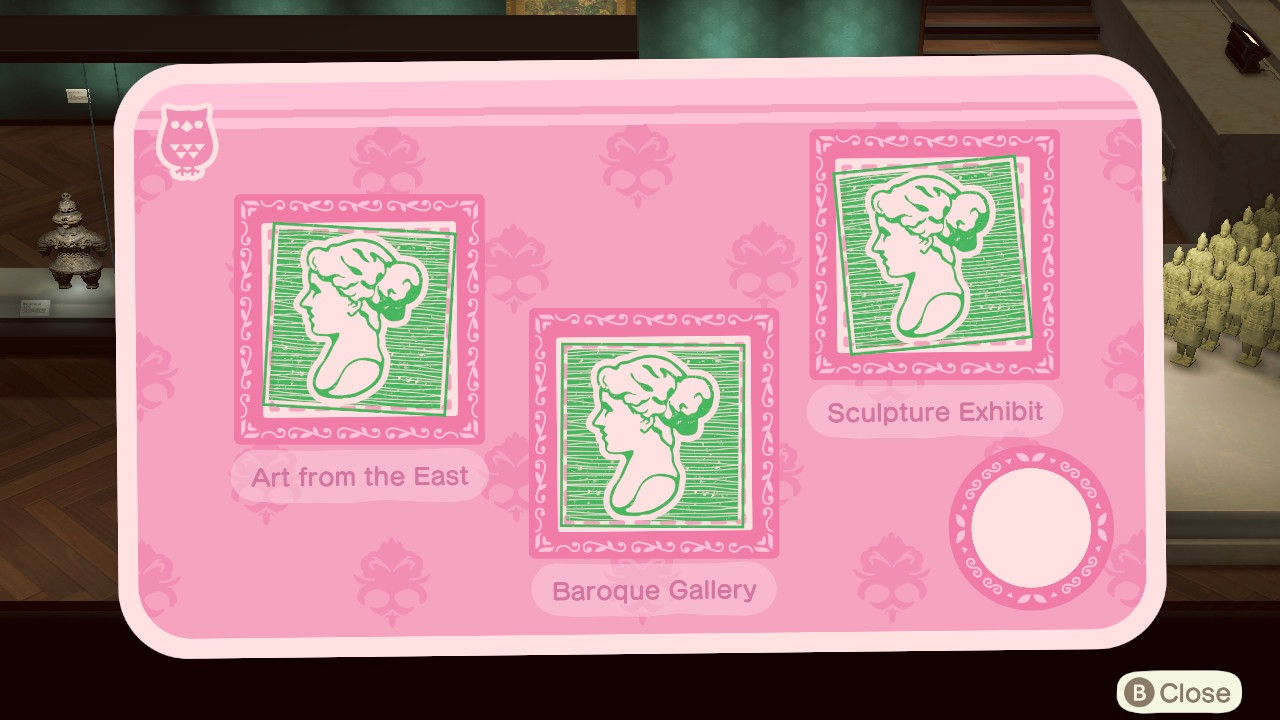 Sculpture Exhibit
Art from the East
Baroque Gallery
B Close